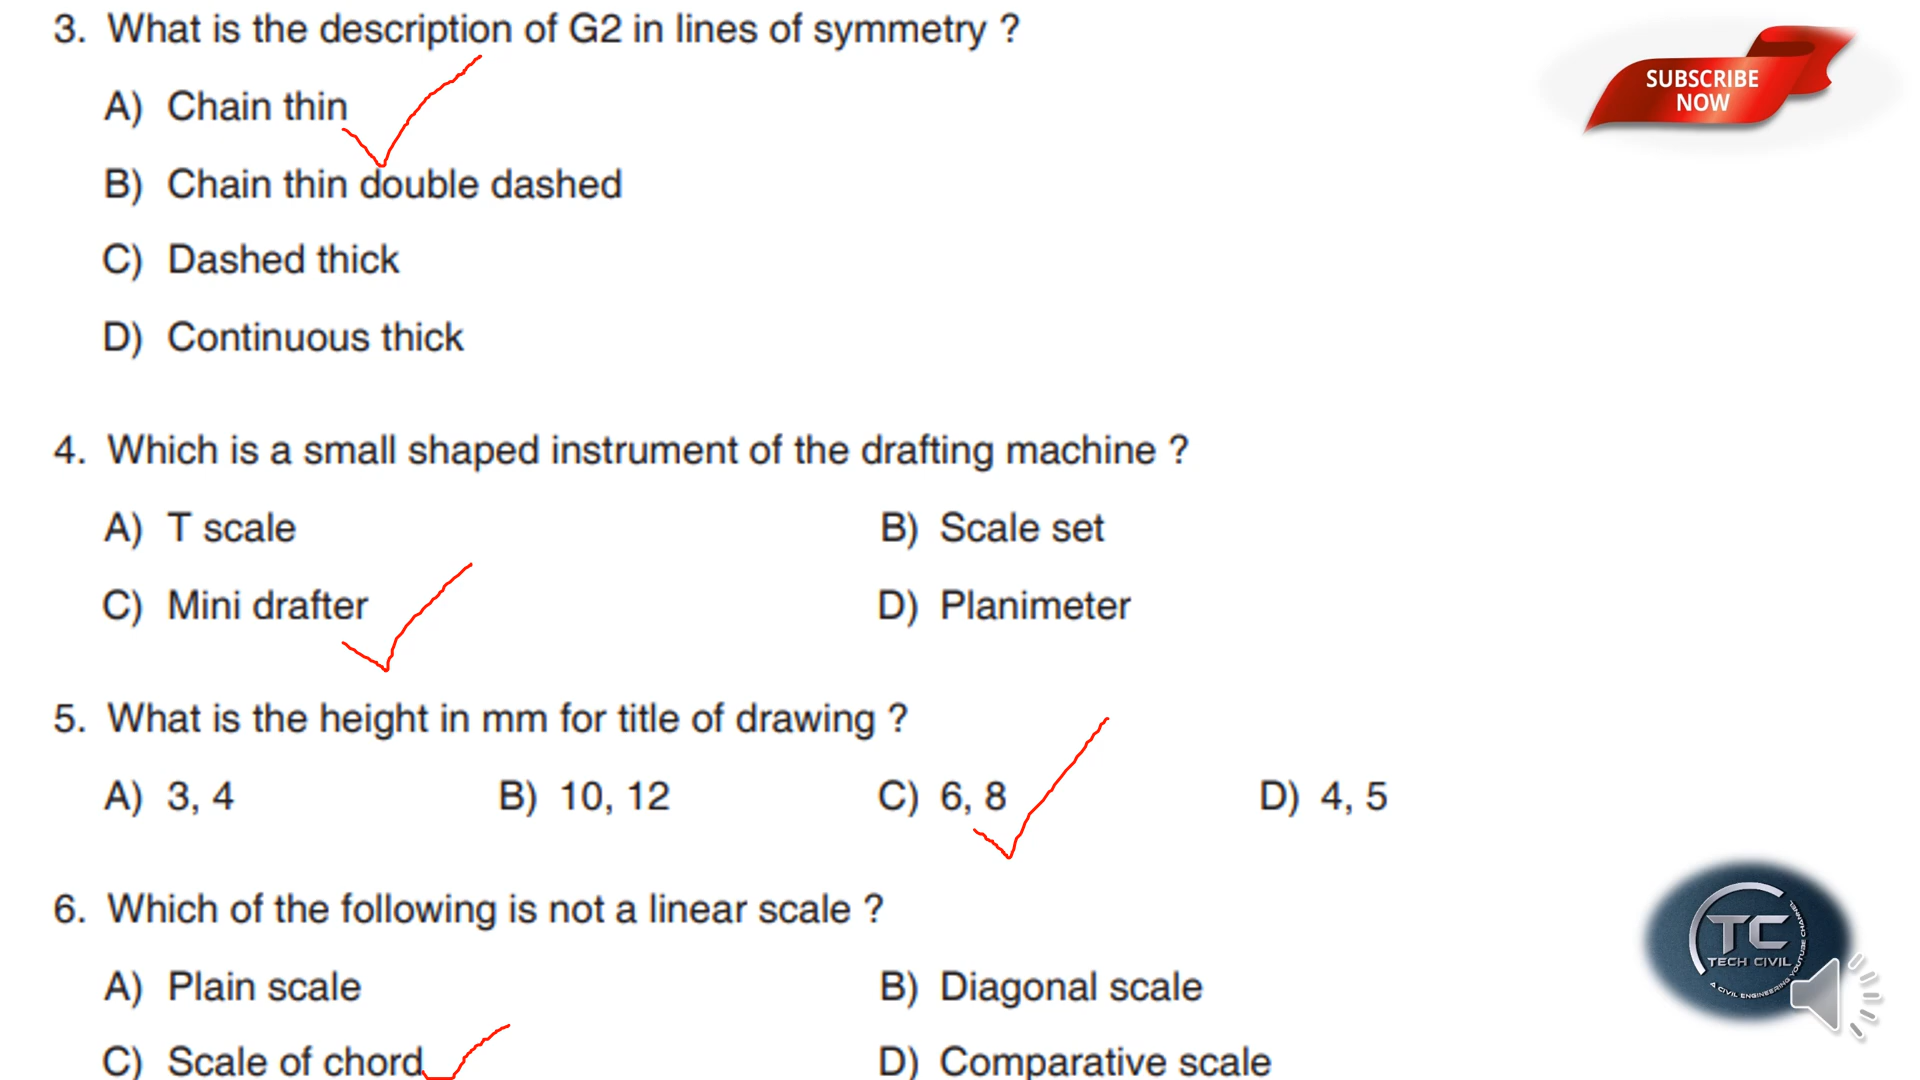 3. What is the description of G2 in lines of symmetry ?
A) Chain thin
B) Chain thin double dashed
C) Dashed thick
D) Continuous thick
4. Which is a small shaped instrument of the drafting machine ?
A) T scale B) Scale set
C) Mini drafter D) Planimeter
5. What is the height in mm for title of drawing ?
A) 3, 4 B) 10, 12 C) 6, 8 D) 4, 5
6. Which of the following is not a linear scale ?
A) Plain scale B) Diagonal scale
C) Scale of chord D) Comparative scale
SUBSCRIBE
NOW
TC
TECH CIVIL
A CIVIL ENGINEERING YOUTUBE CHANNEL